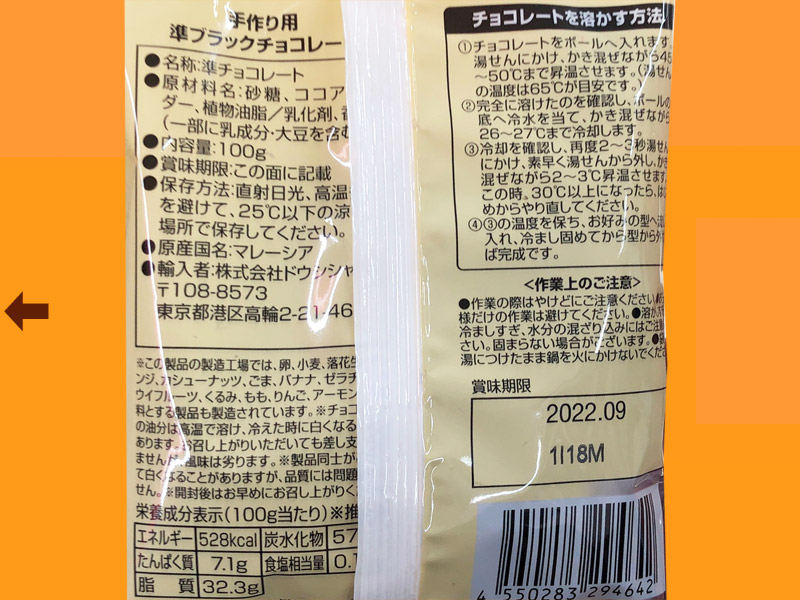 手作り用
準ブラックチョコレー
●名称:準チョコレート
●原材料名:砂糖、ココア
ダー、植物油脂／乳化剤、
(一部に乳成分・大豆を含む
●内容量:100g
●賞味期限:この面に記載
●保存方法:直射日光、高温
を避けて、25℃以下の涼
場所で保存してください。
●原産国名:マレーシア
●輸入者:株式会社ドウシシャ
〒108-8573
東京都港区高輪2-21-46
※この製品の製造工場では、卵、小麦、落花生
ンジ、カシューナッツ、ごま、バナナ、ゼラチ
ウイフルーツ、くるみ、もも、りんご、アーモン
料とする製品も製造されています。※チョコ
の油分は高温で溶け、冷えた時に白くなる
あります。お召し上がりいただいても差し支
ませんが、風味は劣ります。※製品同士が
て白くなることがありますが、品質には問題
せん。※開封後はお早めにお召し上がりく
栄養成分表示(100g当たり)※推
エネルギー 528kcal 炭水化物 57
たんぱく質 7.1g 食塩相当量 0.
脂 質 32.3g
チョコレートを溶かす方法
①チョコレートをボールへ入れます。
湯せんにかけ、かき混ぜながら45
～50℃まで昇温させます。(湯せん
の温度は65℃が目安です。)
②完全に溶けたのを確認し、ボールの
底へ冷水を当て、かき混ぜながら
26～27℃まで冷却します。
③冷却を確認し、再度2～3秒湯せん
にかけ、素早く湯せんから外し、かき
混ぜながら2～3℃昇温させます。
この時。30℃以上になったら、はじ
めからやり直してください。
④③の温度を保ち、お好みの型へ流し
入れ、冷まし固めてから型から外せ
ば完成です。
<作業上のご注意>
●作業の際はやけどにご注意ください。
様だけの作業は避けてください。●溶か
冷ましすぎ、水分の混ざり込みにはご注意
さい。固まらない場合がございます。
湯につけたまま鍋を火にかけないでくだ
賞味期限
2022.09
1I18M
4 550283 294642